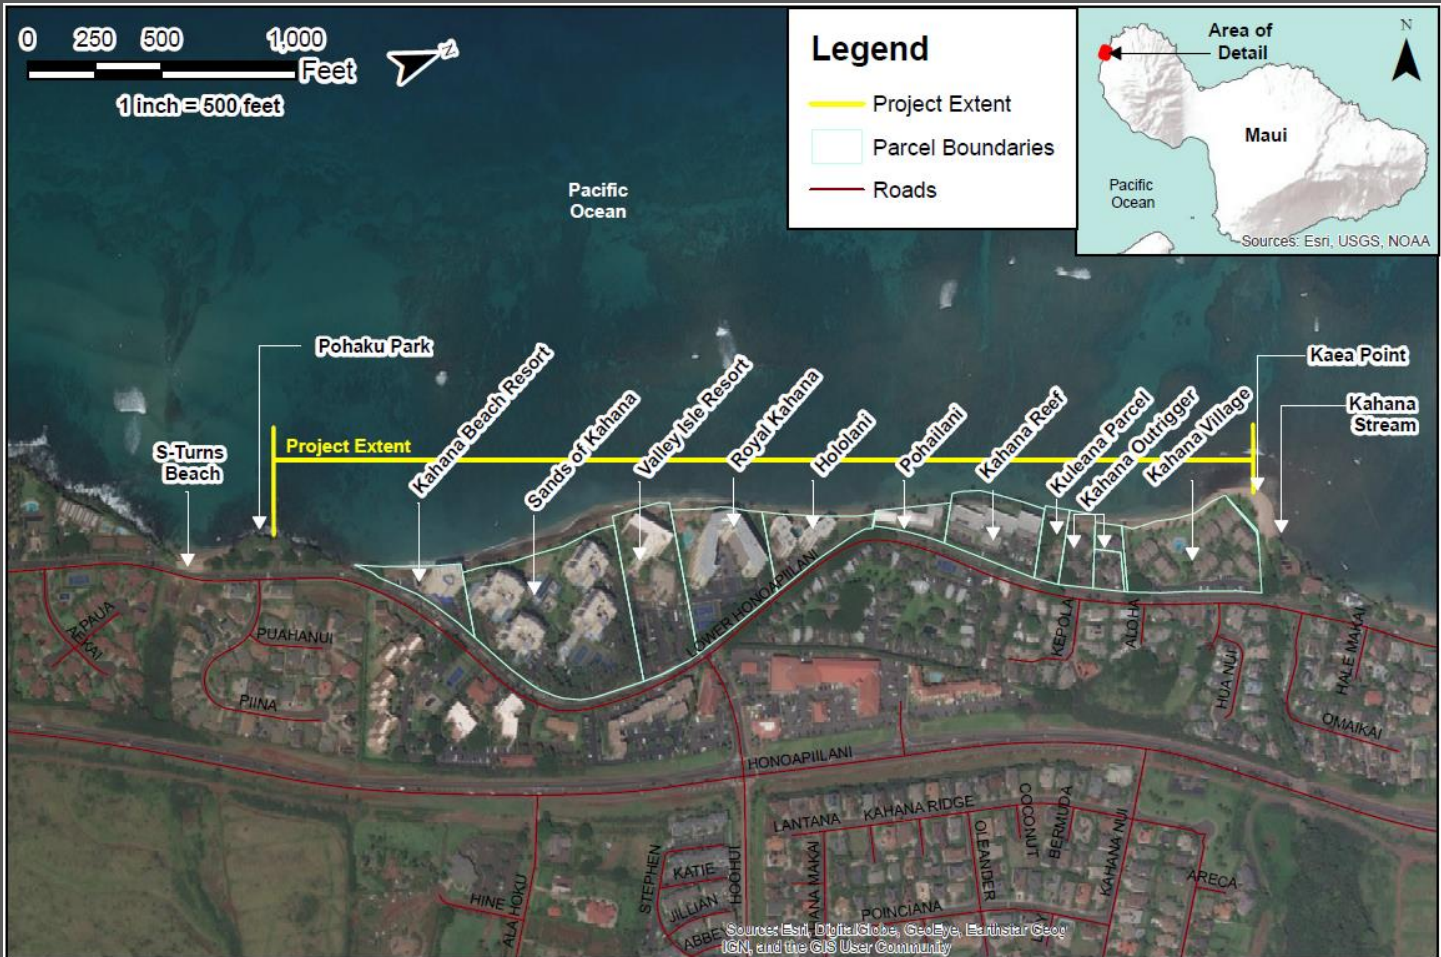 0 250 500 1,000
Feet
1 inch = 500 feet
N
Legend
Project Extent
Parcel Boundaries
Roads
Area of
Detail
N
Maui
Pacific
Ocean
Sources: Esri, USGS, NOAA
Pacific
Ocean
Pohaku Park
Kaea Point
Kahana
Stream
S-Turns
Beach
Project Extent
Kahana Beach Resort
Sands of Kahana
Valley Isle Resort
Royal Kahana
Hololani
Pohailani
Kahana Reef
Kuleana Parcel
Kahana Outrigger
Kahana Village
LOWER HONOAPIILANI
PUAHANUI
PIINA
KEPOLA
ALOHA
HUA NUI
HALE MAKAI
OMAIKAI
HONOAPIILANI
LANTANA
KAHANA RIDGE
COCONUT
BERMUDA
OLEANDER
KAHANA NUI
ARECA
POINCIANA
STEPHEN
KATIE
JILLIAN
ABBEY
HOOHUI
HINE
ALA HOKU
Source: Esri, DigitalGlobe, GeoEye, Earthstar Geog
IGN, and the GIS User Community